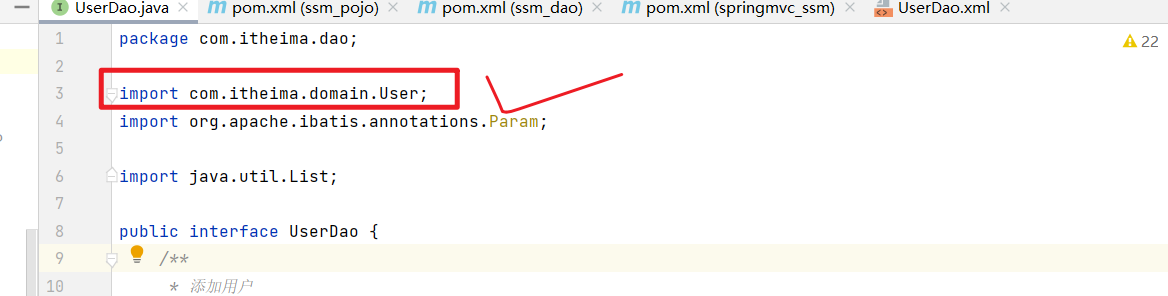 UserDao.java pom.xml (ssm_pojo) pom.xml (ssm_dao) pom.xml (springmvc_ssm) UserDao.xml
1 package com.itheima.dao; 22
2
3 import com.itheima.domain.User;
4 import org.apache.ibatis.annotations.Param;
5
6 import java.util.List;
7
8 public interface UserDao {
9 /**
10 * 添加用户